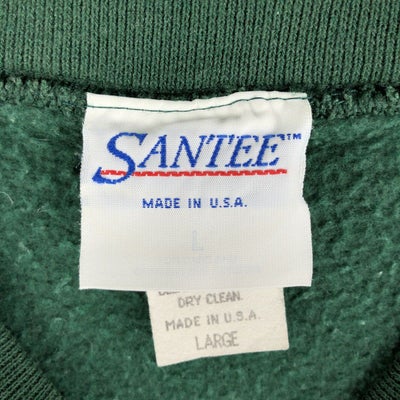 SANTEE™
MADE IN U.S.A.
L
DRY CLEAN.
MADE IN U.S.A.
LARGE